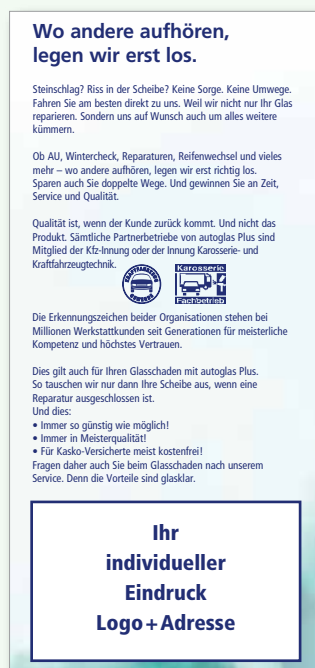 Wo andere aufhören,
legen wir erst los.
Steinschlag? Riss in der Scheibe? Keine Sorge. Keine Umwege.
Fahren Sie am besten direkt zu uns. Weil wir nicht nur Ihr Glas
reparieren. Sondern uns auf Wunsch auch um alles weitere
kümmern.
Ob AU, Wintercheck, Reparaturen, Reifenwechsel und vieles
mehr – wo andere aufhören, legen wir erst richtig los.
Sparen auch Sie doppelte Wege. Und gewinnen Sie an Zeit,
Service und Qualität.
Qualität ist, wenn der Kunde zurück kommt. Und nicht das
Produkt. Sämtliche Partnerbetriebe von autoglas Plus sind
Mitglied der Kfz-Innung oder der Innung Karosserie- und
Kraftfahrzeugtechnik.
Karosserie
Fachbetrieb
Die Erkennungszeichen beider Organisationen stehen bei
Millionen Werkstattkunden seit Generationen für meisterliche
Kompetenz und höchstes Vertrauen.
Dies gilt auch für Ihren Glasschaden mit autoglas Plus.
So tauschen wir nur dann Ihre Scheibe aus, wenn eine
Reparatur ausgeschlossen ist.
Und dies:
• Immer so günstig wie möglich!
• Immer in Meisterqualität!
• Für Kasko-Versicherte meist kostenfrei!
Fragen daher auch Sie beim Glasschaden nach unserem
Service. Denn die Vorteile sind glasklar.
Ihr
individueller
Eindruck
Logo+Adresse